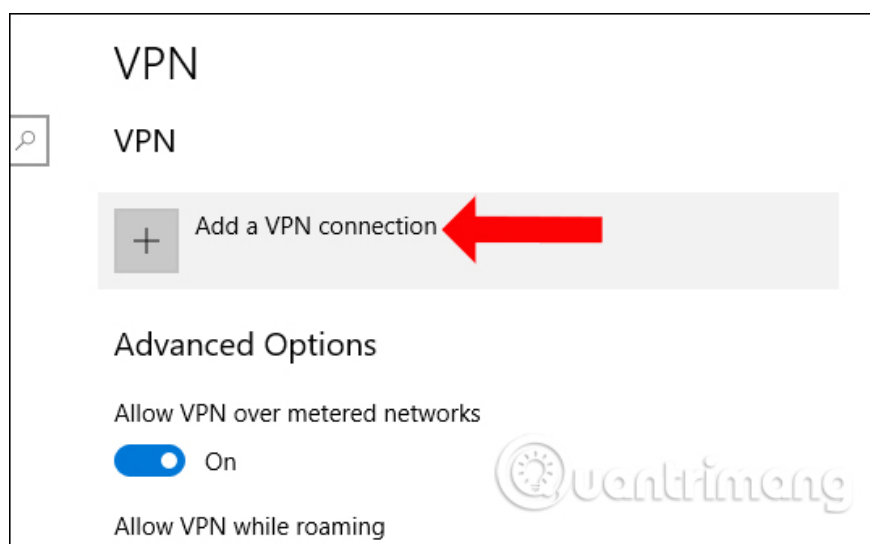 VPN
VPN
Add a VPN connection
Advanced Options
Allow VPN over metered networks
On
Quantrimang
Allow VPN while roaming